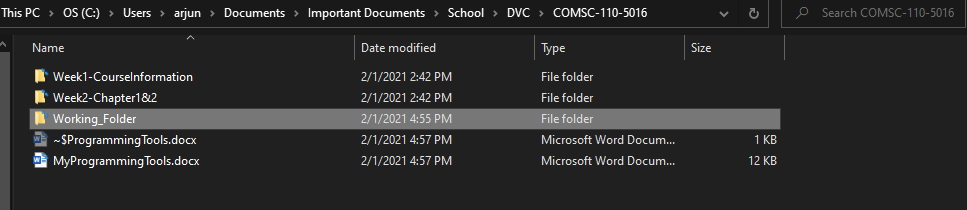 This PC > OS (C:) > Users > arjun > Documents > Important Documents > School > DVC > COMSC-110-5016 Search COMSC-110-5016
Name Date modified Type Size
Week1-CourseInformation 2/1/2021 2:42 PM File folder
Week2-Chapter1&2 2/1/2021 2:42 PM File folder
Working_Folder 2/1/2021 4:55 PM File folder
~$ProgrammingTools.docx 2/1/2021 4:57 PM Microsoft Word Docum... 1 KB
MyProgrammingTools.docx 2/1/2021 4:57 PM Microsoft Word Docum... 12 KB